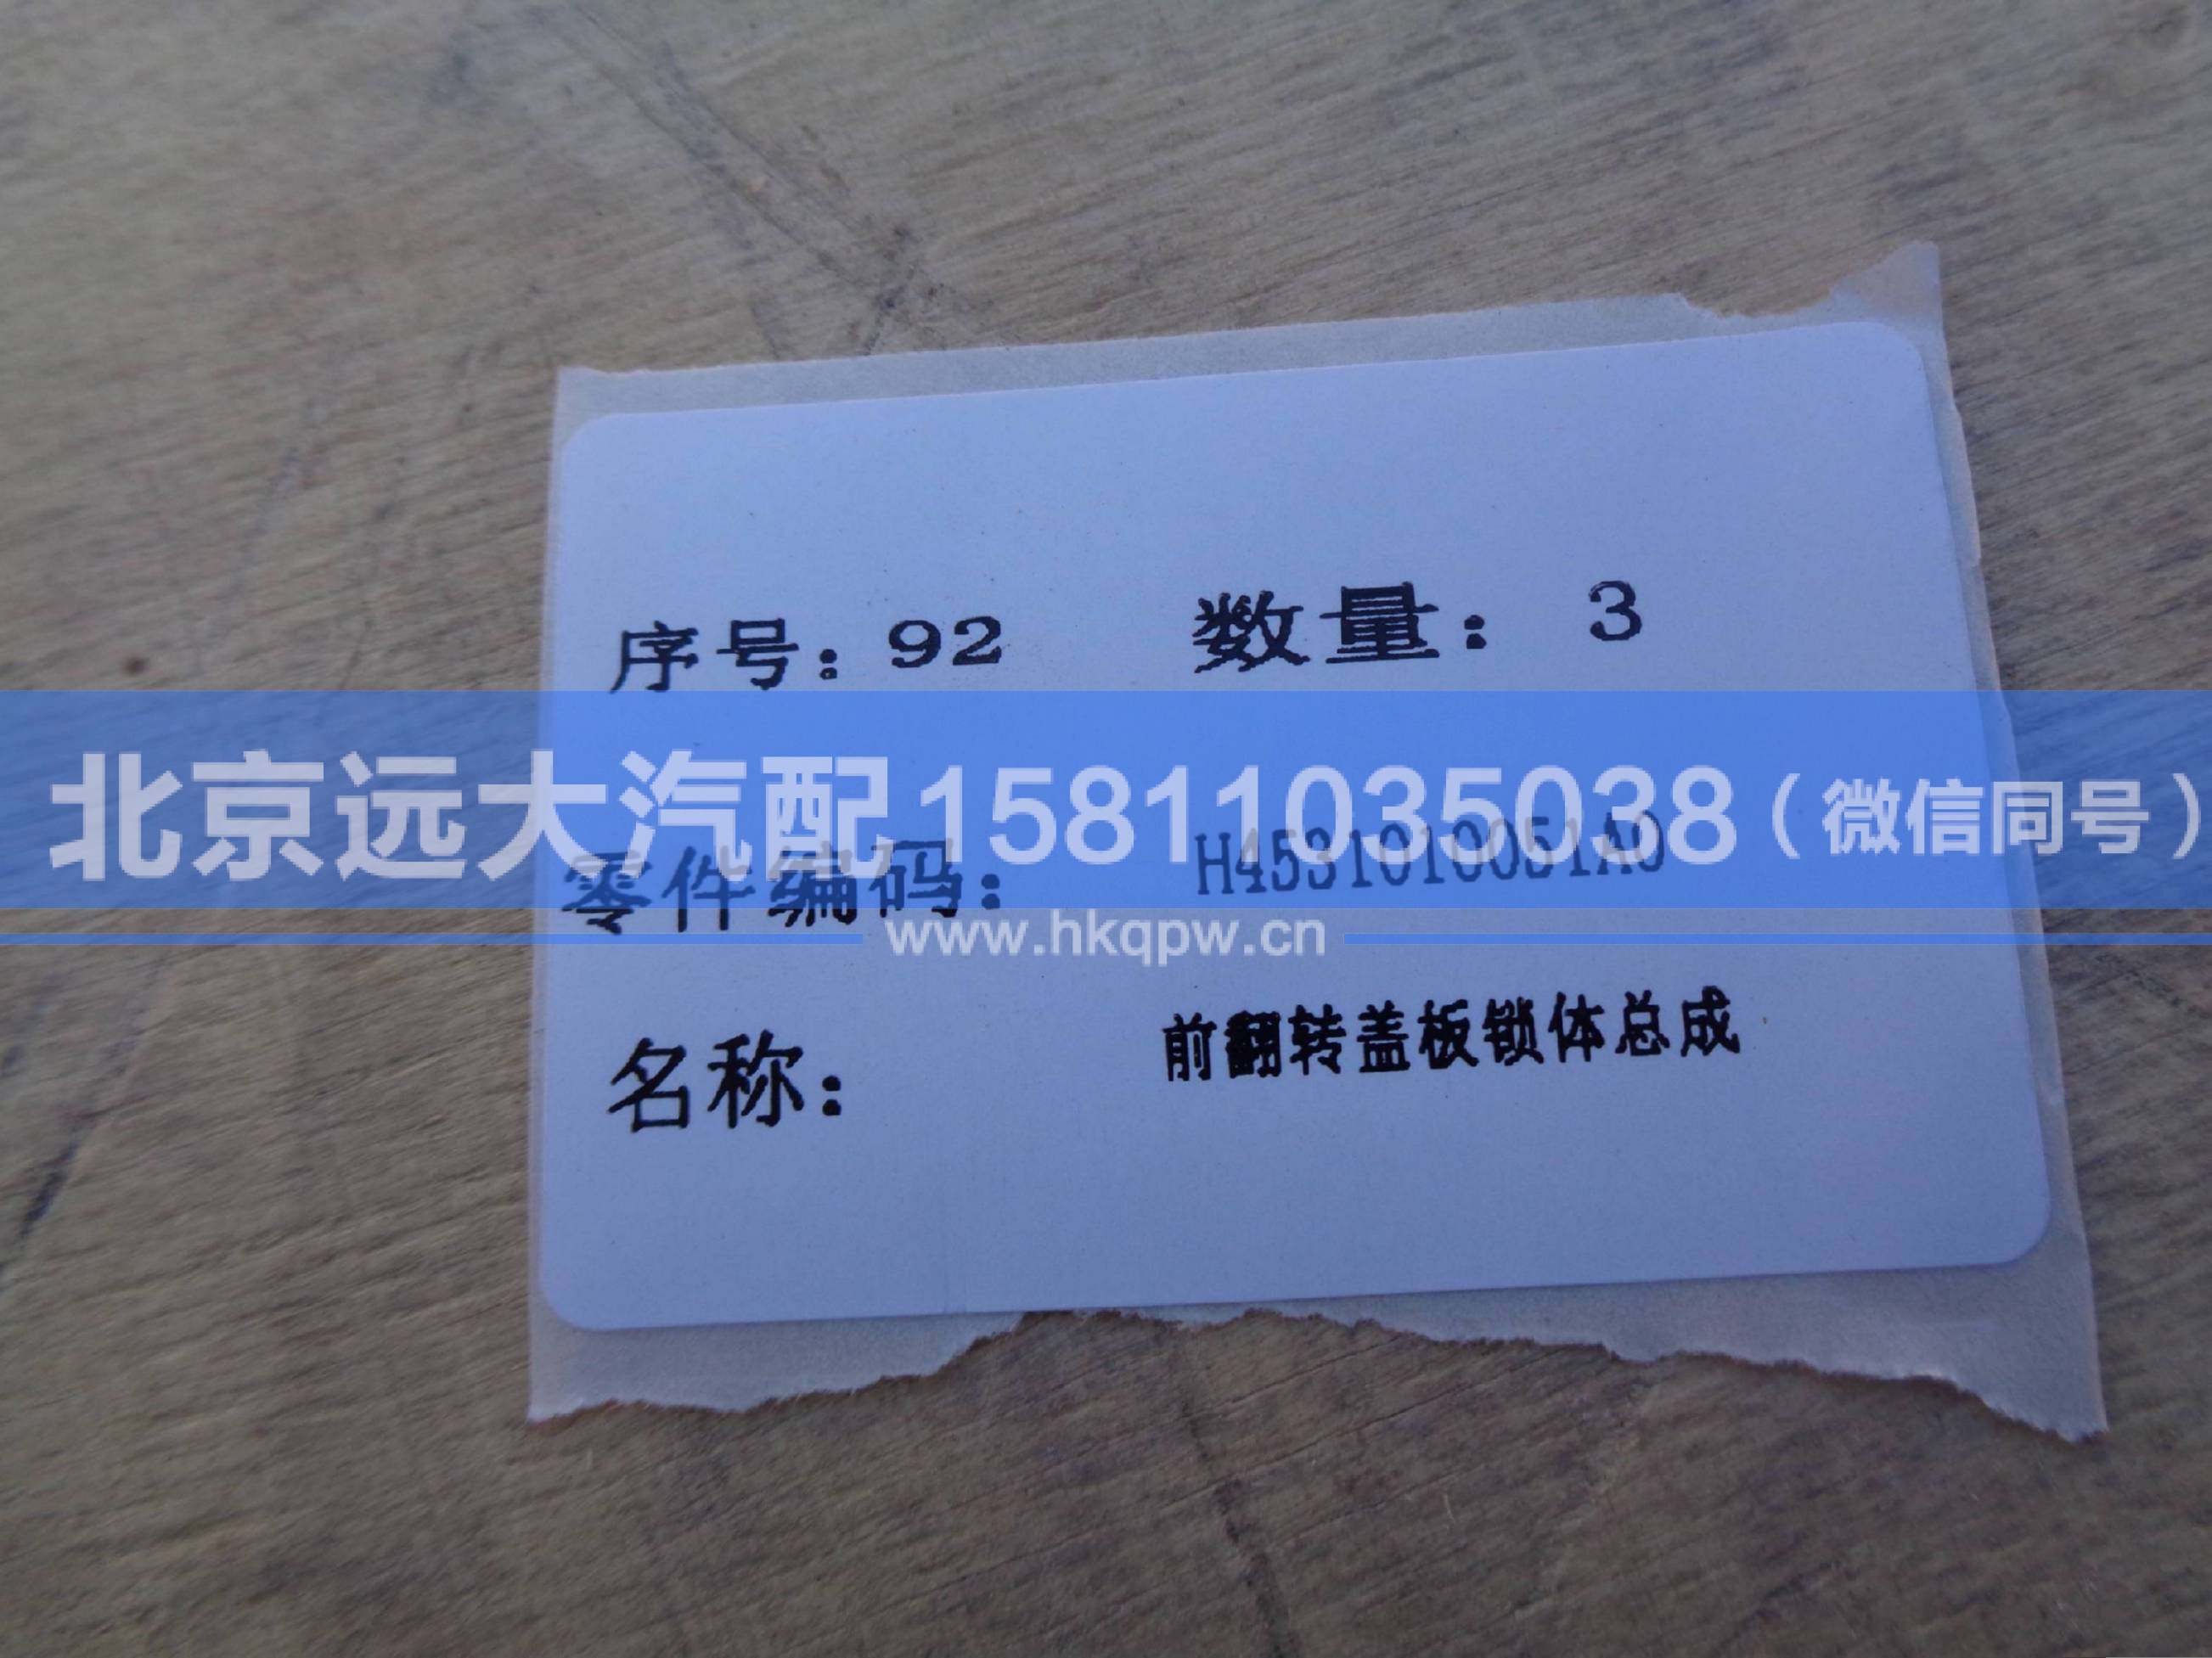 序号：92 数量：3
北京远大汽配15811035038（微信同号）
零件编码： H4531010051A0
www.hkqpw.cn
名称： 前翻转盖板锁体总成